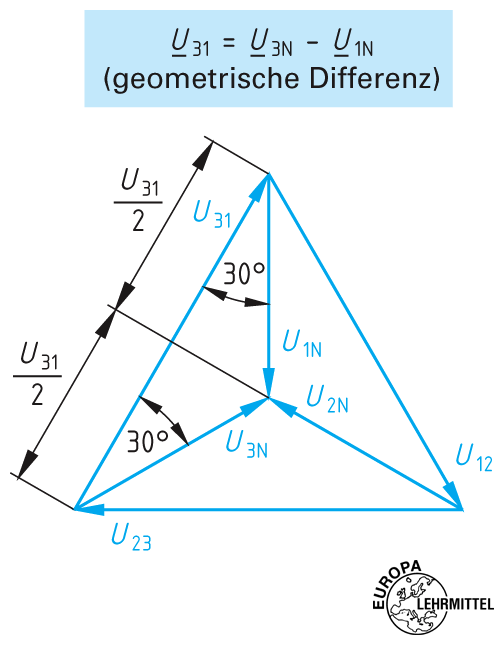 U31 = U3N - U1N
(geometrische Differenz)
U31
2
U31
30°
U1N
U31
2
U2N
30°
U3N
U12
U23
EUROPA
LEHRMITTEL